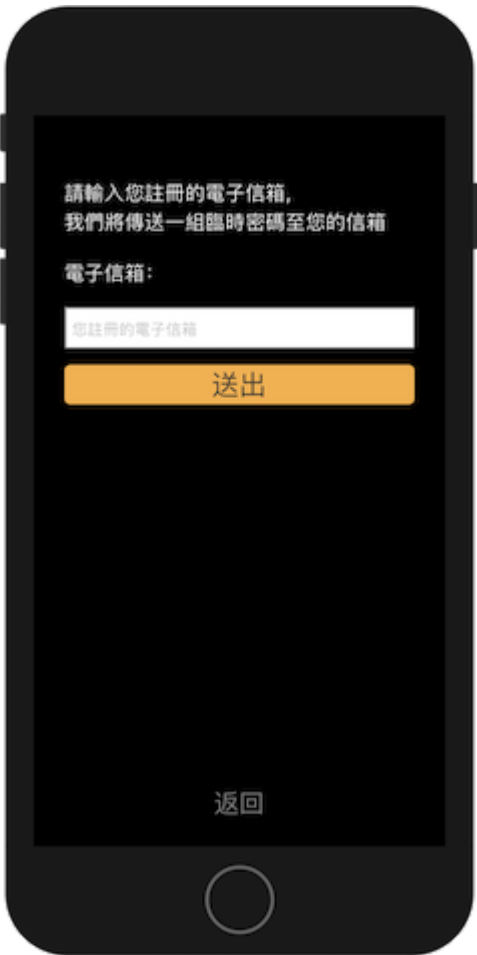 請輸入您註冊的電子信箱,
我們將傳送一組臨時密碼至您的信箱
電子信箱：
您註冊的電子信箱
送出
返回